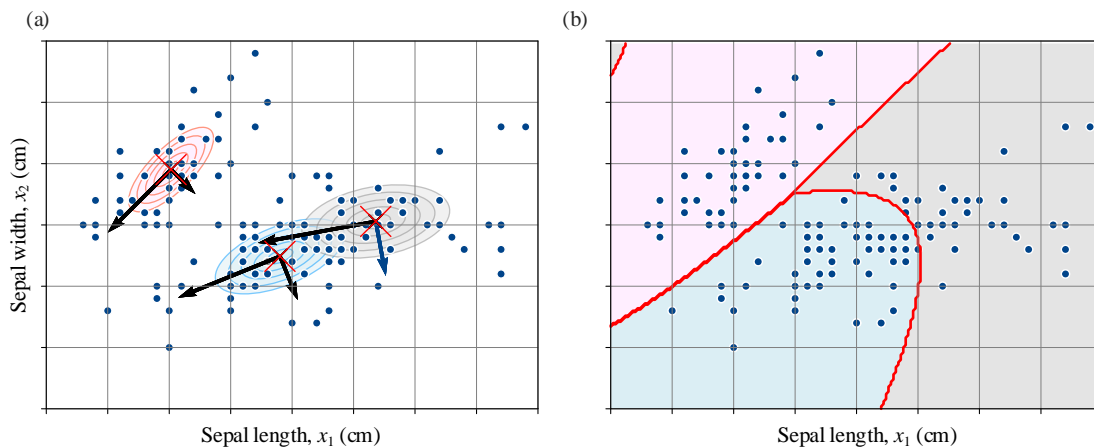 (a)
(b)
Sepal width, x₂ (cm)
Sepal length, x₁ (cm)
Sepal length, x₁ (cm)